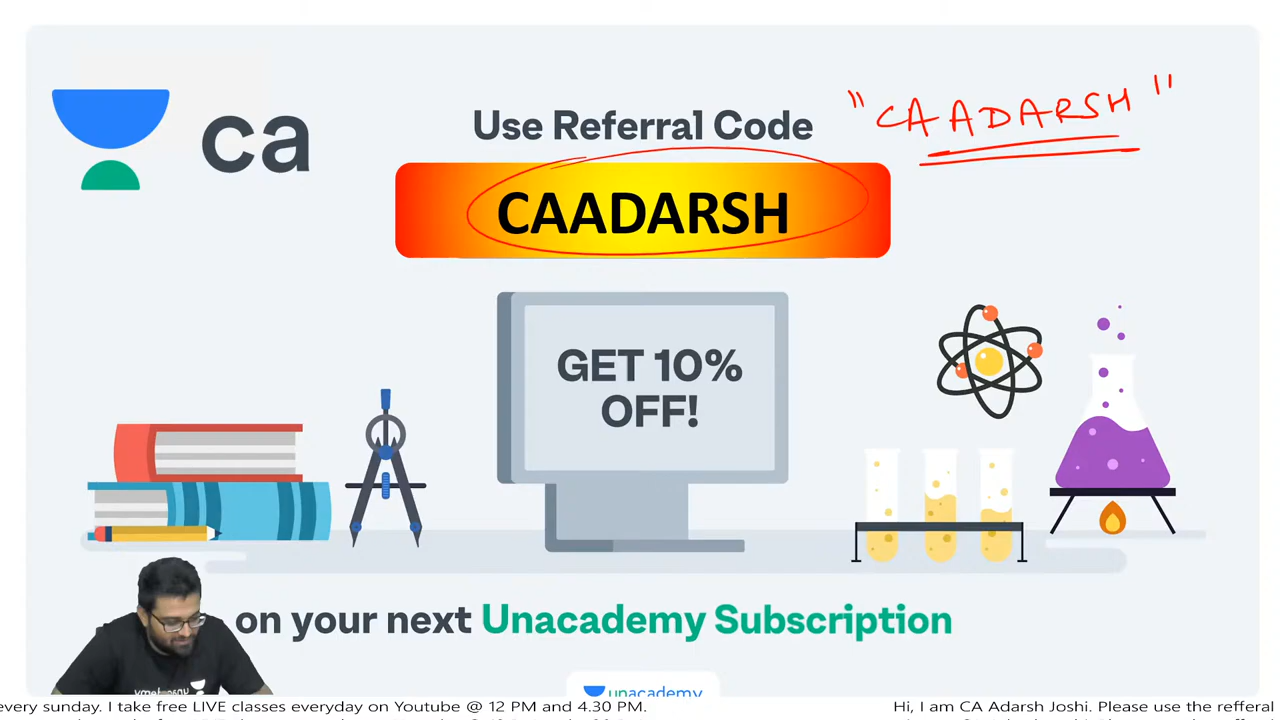 ca
Use Referral Code
"CAADARSH"
CAADARSH
GET 10%
OFF!
on your next Unacademy Subscription
unacademy
every sunday. I take free LIVE classes everyday on Youtube @ 12 PM and 4.30 PM.
Hi, I am CA Adarsh Joshi. Please use the refferal